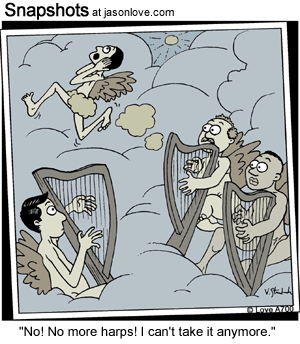 Snapshots at jasonlove.com
© Love A700
"No! No more harps! I can't take it anymore."